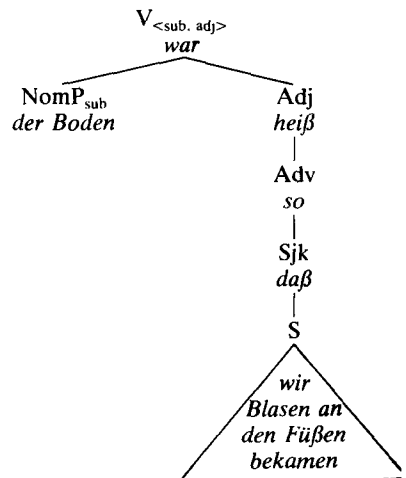 V<sub. adj>
war
NomPsub Adj
der Boden heiß
Adv
so
Sjk
daß
S
wir
Blasen an
den Füßen
bekamen